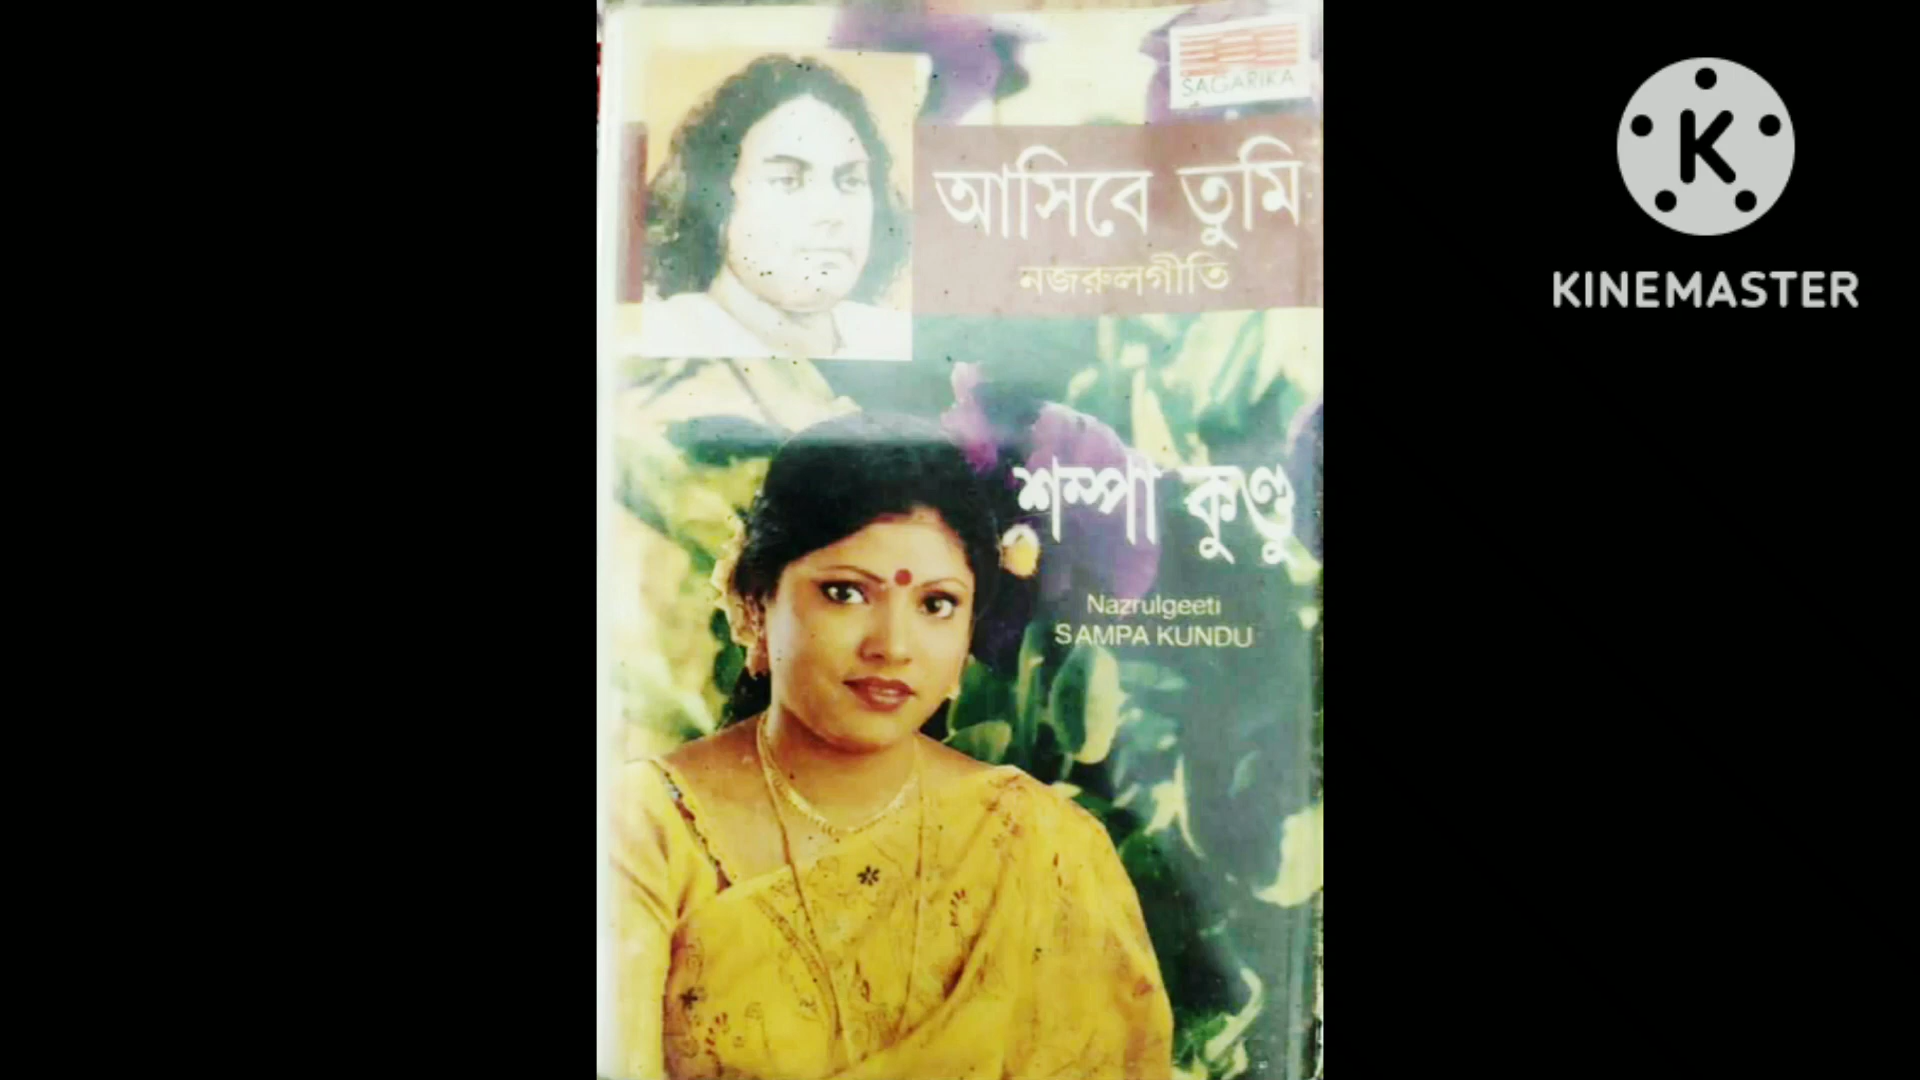 SAGARIKA
আসিবে তুমি
নজরুলগীতি
শম্পা কুণ্ডু
Nazrulgeeti
SAMPA KUNDU
K
KINEMASTER